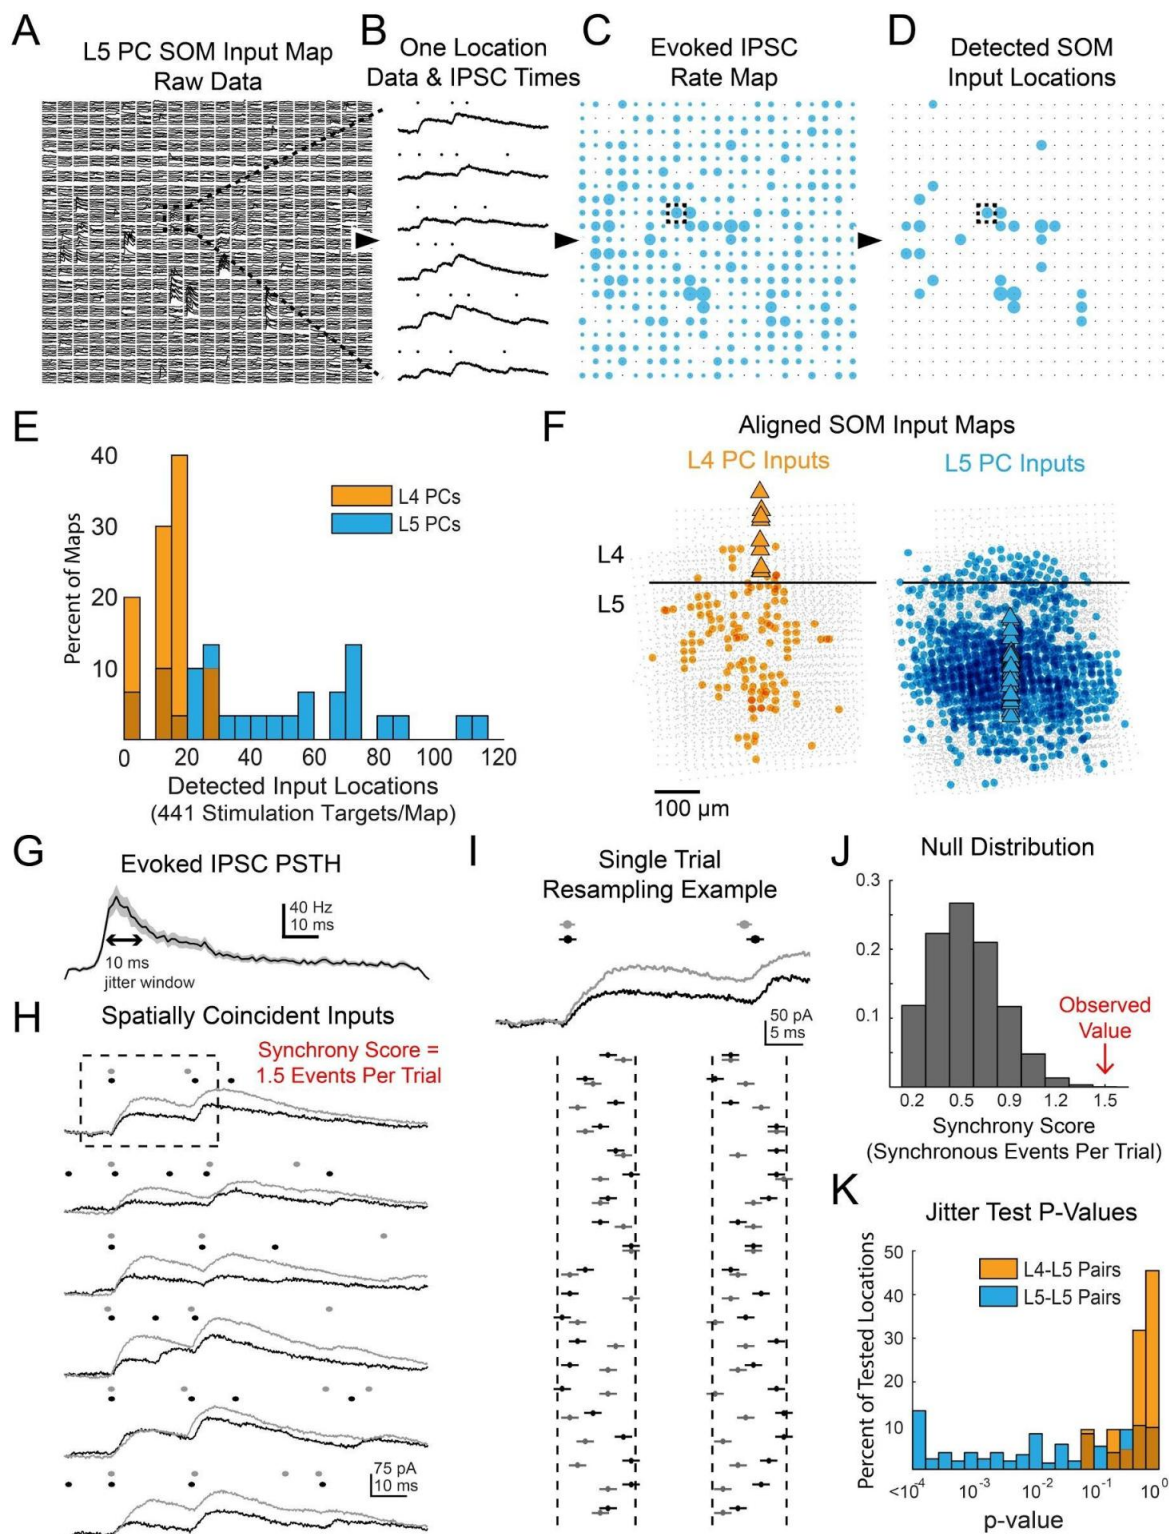 A
L5 PC SOM Input Map
Raw Data
B
One Location
Data & IPSC Times
C
Evoked IPSC
Rate Map
D
Detected SOM
Input Locations
E
40
30
20
10
Percent of Maps
L4 PCs
L5 PCs
0 20 40 60 80 100 120
Detected Input Locations
(441 Stimulation Targets/Map)
F
Aligned SOM Input Maps
L4 PC Inputs
L5 PC Inputs
L4
L5
100 µm
G
Evoked IPSC PSTH
40 Hz
10 ms
10 ms
jitter window
H
Spatially Coincident Inputs
Synchrony Score =
1.5 Events Per Trial
75 pA
10 ms
I
Single Trial
Resampling Example
50 pA
5 ms
J
Null Distribution
0.3
0.2
0.1
Observed
Value
0.2 0.5 0.9 1.2 1.5
Synchrony Score
(Synchronous Events Per Trial)
K
Jitter Test P-Values
50
40
30
20
10
Percent of Tested Locations
L4-L5 Pairs
L5-L5 Pairs
<10⁻⁴ 10⁻³ 10⁻² 10⁻¹ 10⁰
p-value